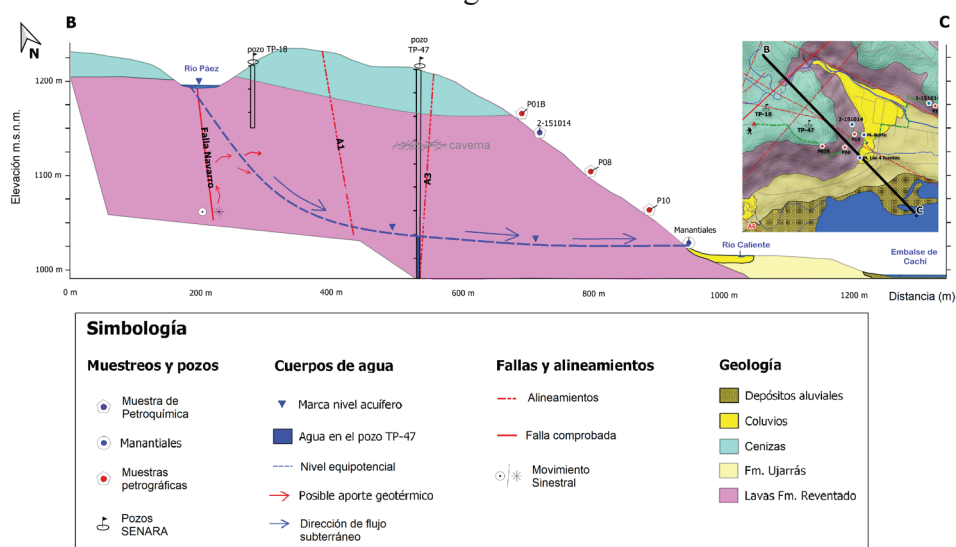 B
C
N
Río Páez
pozo TP-18
pozo
TP-47
1200 m
1100 m
1000 m
Elevación m.s.n.m.
Falla Navarro
A1
A3
caverna
P01B
2-151014
P08
P10
Manantiales
Río Caliente
Embalse de
Cachí
0 m
200 m
400 m
600 m
800 m
1000 m
1200 m
Distancia (m)
B
TP-18
TP-47
2-151014
M. Las 4 fuentes
C
Simbología
Muestreos y pozos
Muestra de
Petroquímica
Manantiales
Muestras
petrográficas
Pozos
SENARA
Cuerpos de agua
Marca nivel acuífero
Agua en el pozo TP-47
Nivel equipotencial
Posible aporte geotérmico
Dirección de flujo
subterráneo
Fallas y alineamientos
Alineamientos
Falla comprobada
Movimiento
Sinestral
Geología
Depósitos aluviales
Coluvios
Cenizas
Fm. Ujarrás
Lavas Fm. Reventado